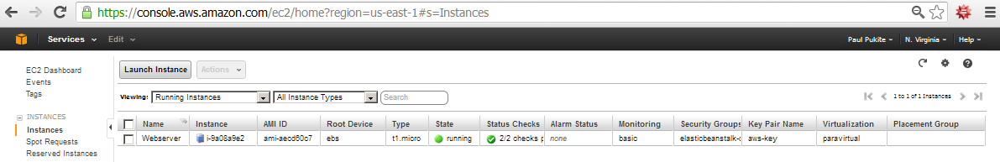 https://console.aws.amazon.com/ec2/home?region=us-east-1#s=Instances
Services Edit Paul Pukite N. Virginia Help
EC2 Dashboard
Events
Tags
INSTANCES
Instances
Spot Requests
Reserved Instances
Launch Instance Actions
Viewing: Running Instances All Instance Types Search 1 to 1 of 1 Instances
Name Instance AMI ID Root Device Type State Status Checks Alarm Status Monitoring Security Groups Key Pair Name Virtualization Placement Group
Webserver i-9a08a9e2 ami-aecd60c7 ebs t1.micro running 2/2 checks p none basic elasticbeanstalk-d aws-key paravirtual